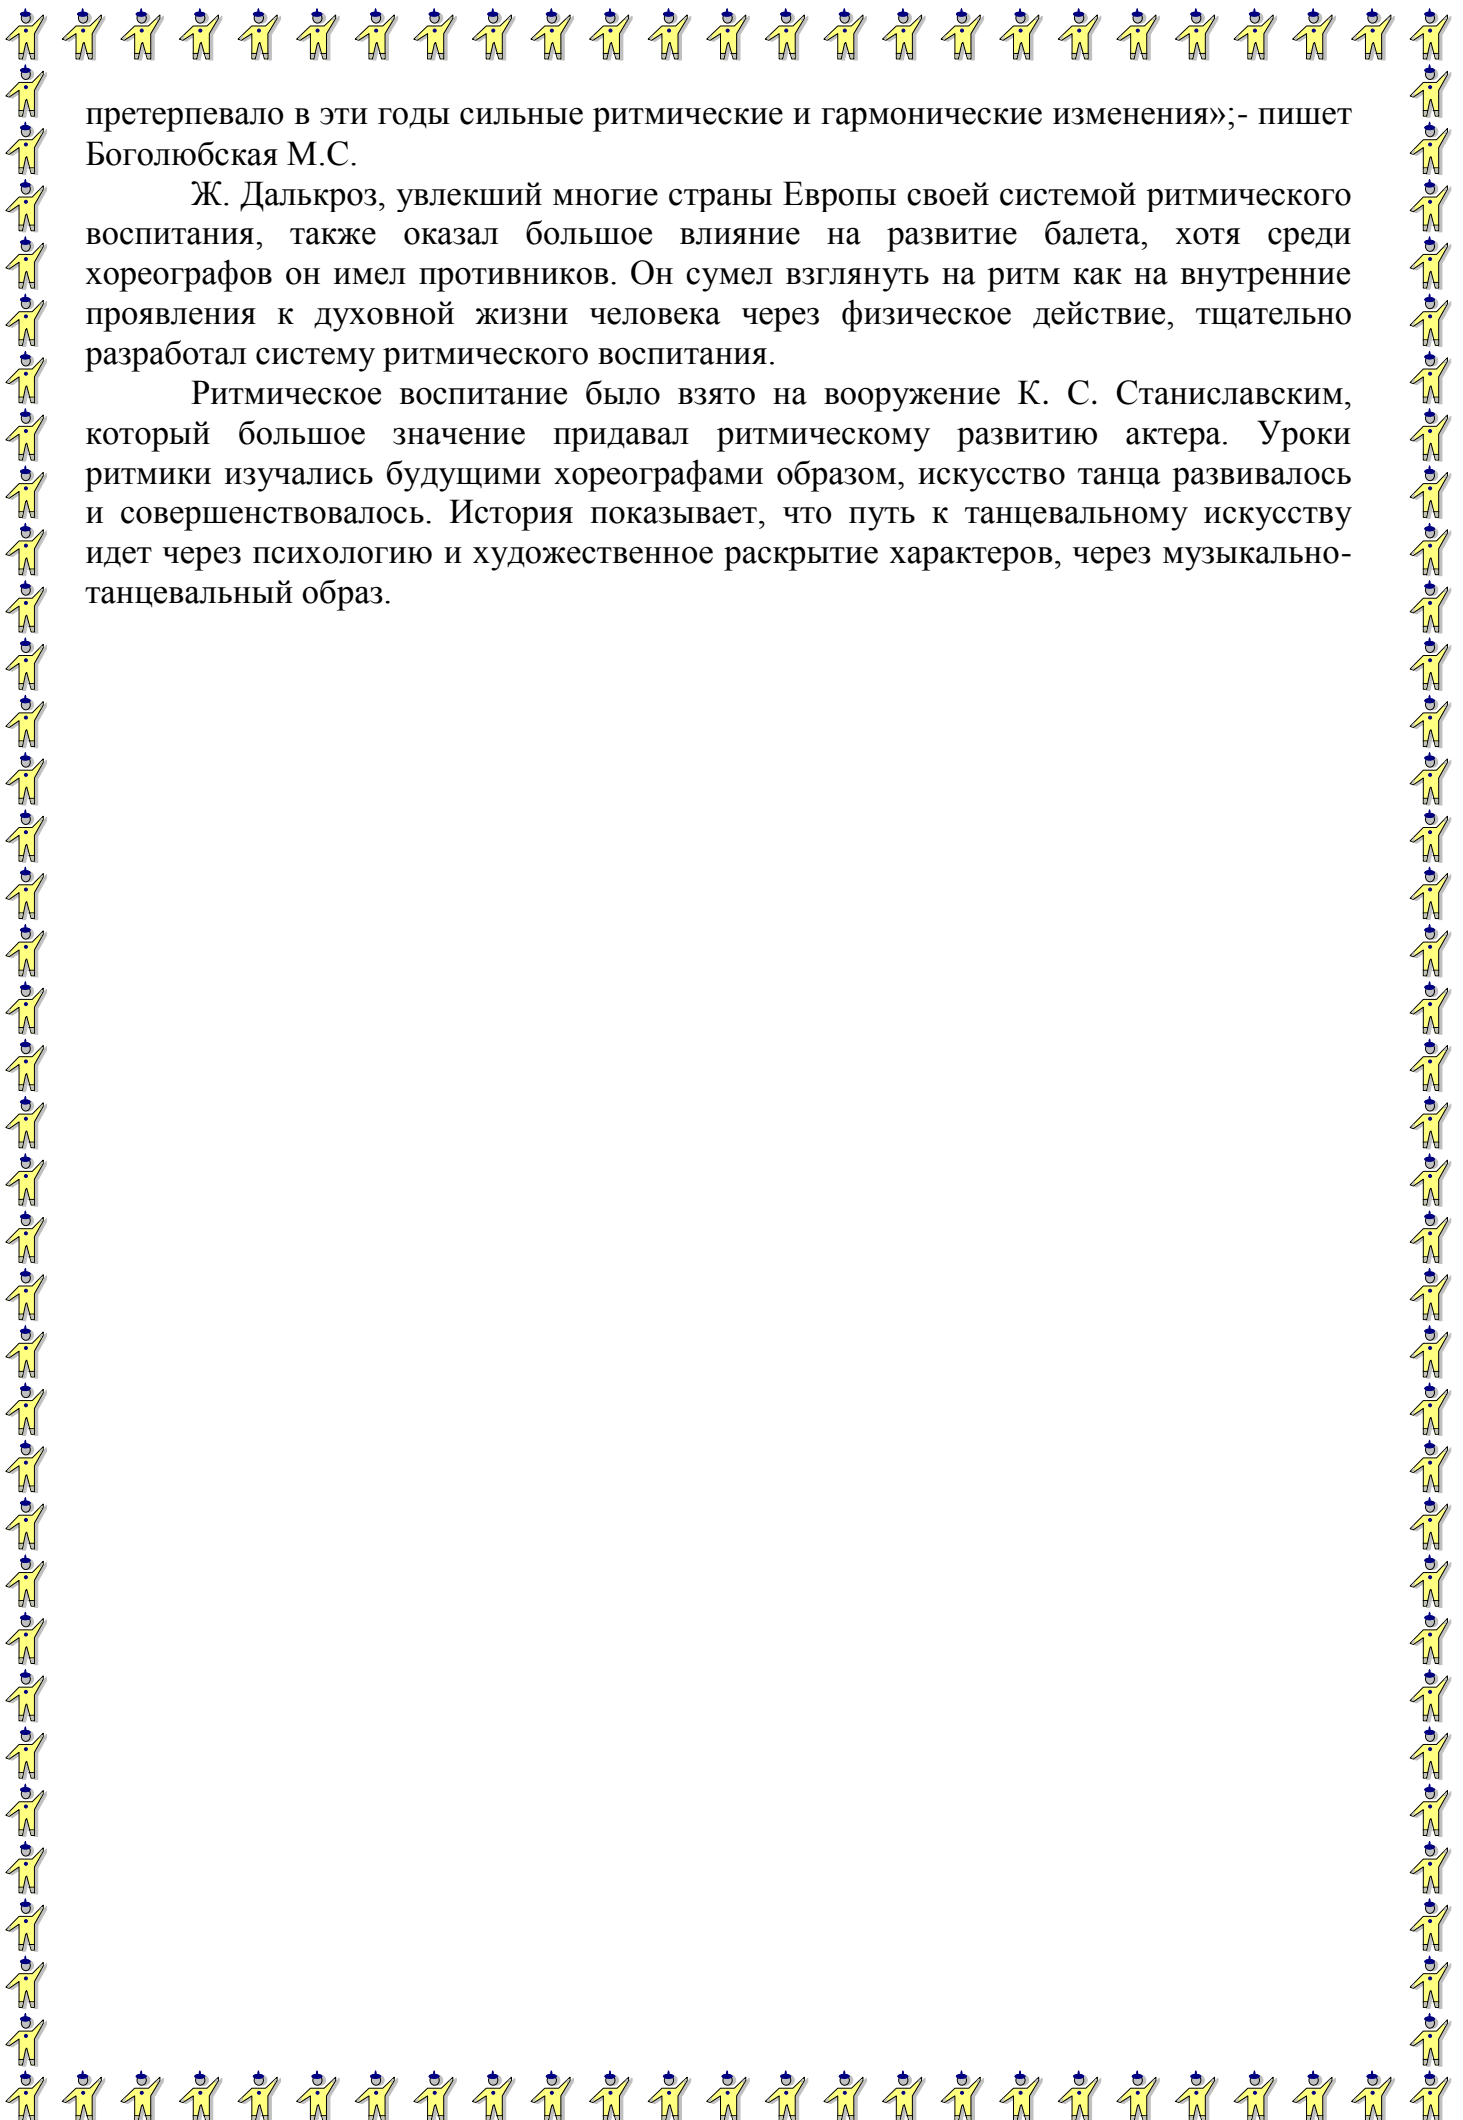 претерпевало в эти годы сильные ритмические и гармонические изменения»;- пишет
Боголюбская М.С.
Ж. Далькроз, увлекший многие страны Европы своей системой ритмического
воспитания, также оказал большое влияние на развитие балета, хотя среди
хореографов он имел противников. Он сумел взглянуть на ритм как на внутренние
проявления к духовной жизни человека через физическое действие, тщательно
разработал систему ритмического воспитания.
Ритмическое воспитание было взято на вооружение К. С. Станиславским,
который большое значение придавал ритмическому развитию актера. Уроки
ритмики изучались будущими хореографами образом, искусство танца развивалось
и совершенствовалось. История показывает, что путь к танцевальному искусству
идет через психологию и художественное раскрытие характеров, через музыкально-
танцевальный образ.